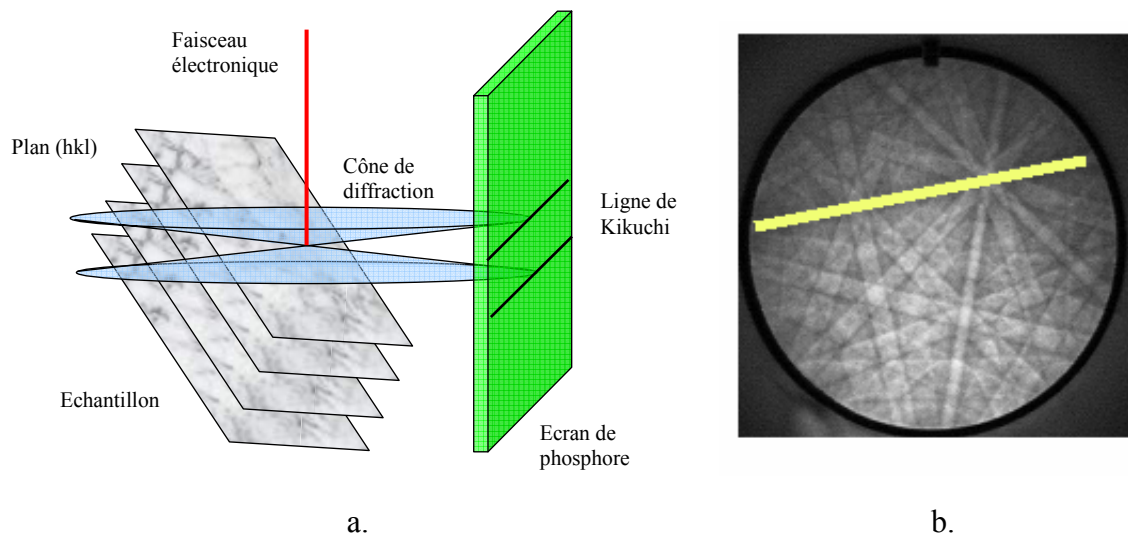 Faisceau
électronique
Plan (hkl)
Cône de
diffraction
Ligne de
Kikuchi
Echantillon
Ecran de
phosphore
a.
b.